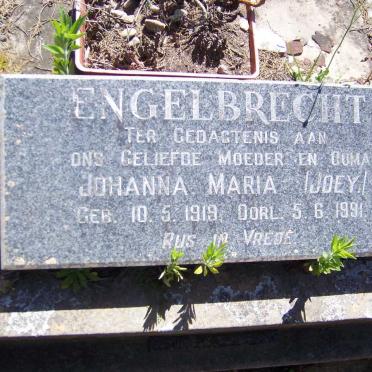 ENGELBRECHT
TER GEDAGTENIS AAN
ONS GELIEFDE MOEDER EN OUMA
JOHANNA MARIA (JOEY.)
GEB. 10.5.1919. OORL. 5.6.1991.
RUS IN VREDE